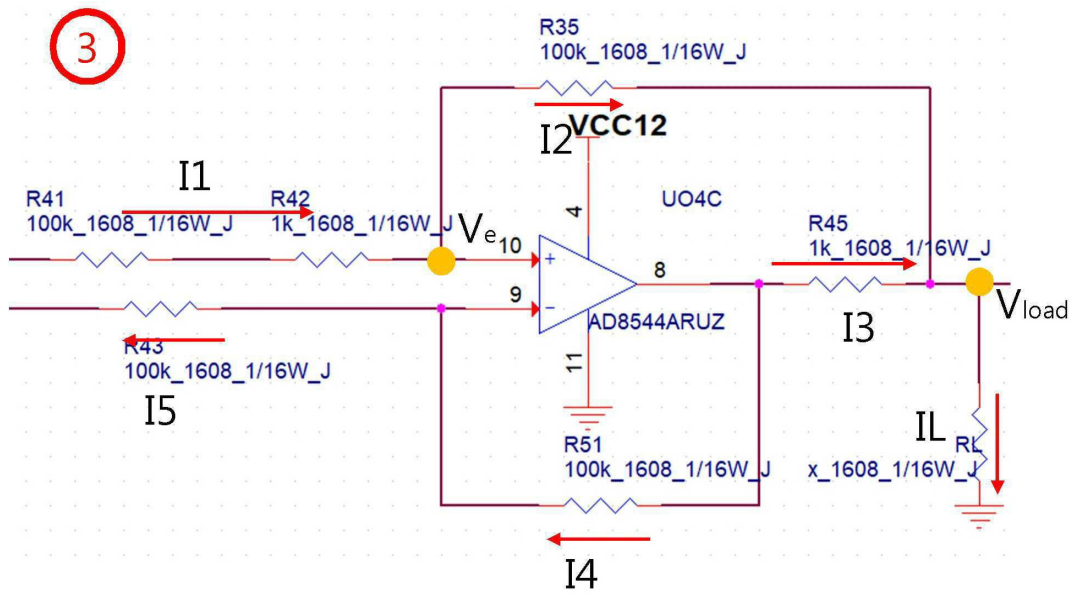 3
R35
100k_1608_1/16W_J
I2
VCC12
I1
R41
100k_1608_1/16W_J
R42
1k_1608_1/16W_J
Ve
10
+
4
UO4C
8
R45
1k_1608_1/16W_J
I3
Vload
9
-
AD8544ARUZ
11
R43
100k_1608_1/16W_J
I5
R51
100k_1608_1/16W_J
I4
IL
RL
x_1608_1/16W_J